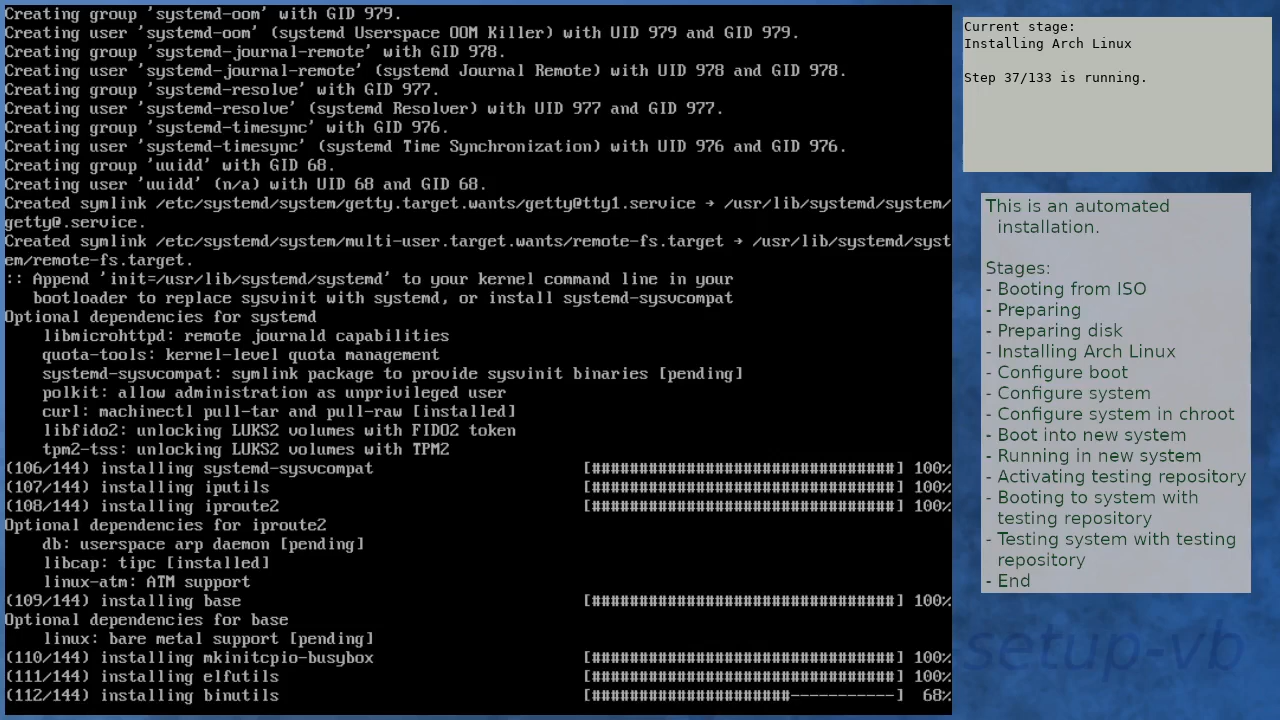 Creating group 'systemd-oom' with GID 979.
Creating user 'systemd-oom' (systemd Userspace OOM Killer) with UID 979 and GID 979.
Creating group 'systemd-journal-remote' with GID 978.
Creating user 'systemd-journal-remote' (systemd Journal Remote) with UID 978 and GID 978.
Creating group 'systemd-resolve' with GID 977.
Creating user 'systemd-resolve' (systemd Resolver) with UID 977 and GID 977.
Creating group 'systemd-timesync' with GID 976.
Creating user 'systemd-timesync' (systemd Time Synchronization) with UID 976 and GID 976.
Creating group 'uuidd' with GID 68.
Creating user 'uuidd' (n/a) with UID 68 and GID 68.
Created symlink /etc/systemd/system/getty.target.wants/getty@tty1.service → /usr/lib/systemd/system/
getty@.service.
Created symlink /etc/systemd/system/multi-user.target.wants/remote-fs.target → /usr/lib/systemd/syst
em/remote-fs.target.
:: Append 'init=/usr/lib/systemd/systemd' to your kernel command line in your
   bootloader to replace sysvinit with systemd, or install systemd-sysvcompat
Optional dependencies for systemd
    libmicrohttpd: remote journald capabilities
    quota-tools: kernel-level quota management
    systemd-sysvcompat: symlink package to provide sysvinit binaries [pending]
    polkit: allow administration as unprivileged user
    curl: machinectl pull-tar and pull-raw [installed]
    libfido2: unlocking LUKS2 volumes with FIDO2 token
    tpm2-tss: unlocking LUKS2 volumes with TPM2
(106/144) installing systemd-sysvcompat [################################] 100%
(107/144) installing iputils [################################] 100%
(108/144) installing iproute2 [################################] 100%
Optional dependencies for iproute2
    db: userspace arp daemon [pending]
    libcap: tipc [installed]
    linux-atm: ATM support
(109/144) installing base [################################] 100%
Optional dependencies for base
    linux: bare metal support [pending]
(110/144) installing mkinitcpio-busybox [################################] 100%
(111/144) installing elfutils [################################] 100%
(112/144) installing binutils [#####################-----------] 68%
Current stage:
Installing Arch Linux
Step 37/133 is running.
This is an automated
installation.
Stages:
- Booting from ISO
- Preparing
- Preparing disk
- Installing Arch Linux
- Configure boot
- Configure system
- Configure system in chroot
- Boot into new system
- Running in new system
- Activating testing repository
- Booting to system with
testing repository
- Testing system with testing
repository
- End
setup-vb